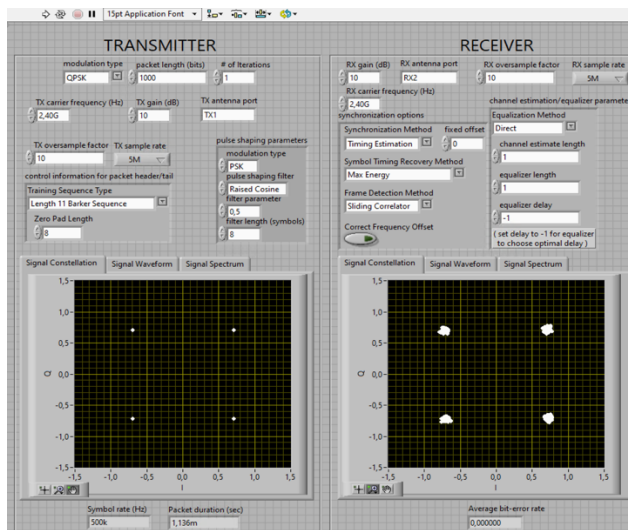 15pt Application Font
TRANSMITTER
modulation type
packet length (bits)
# of Iterations
QPSK
1000
1
TX carrier frequency (Hz)
TX gain (dB)
TX antenna port
2,40G
10
TX1
TX oversample factor
TX sample rate
10
5M
control information for packet header/tail
Training Sequence Type
Length 11 Barker Sequence
Zero Pad Length
8
pulse shaping parameters
modulation type
PSK
pulse shaping filter
Raised Cosine
filter parameter
0,5
filter length (symbols)
8
Signal Constellation
Signal Waveform
Signal Spectrum
1,5
1,0
0,5
0,0
-0,5
-1,0
-1,5
Q
-1,5
-1,0
-0,5
0,0
0,5
1,0
1,5
I
Symbol rate (Hz)
Packet duration (sec)
500k
1,136m
RECEIVER
RX gain (dB)
RX antenna port
RX oversample factor
RX sample rate
10
RX2
10
5M
RX carrier frequency (Hz)
2,40G
synchronization options
Synchronization Method
fixed offset
Timing Estimation
0
Symbol Timing Recovery Method
Max Energy
Frame Detection Method
Sliding Correlator
Correct Frequency Offset
channel estimation/equalizer paramete
Equalization Method
Direct
channel estimate length
1
equalizer length
1
equalizer delay
-1
( set delay to -1 for equalizer
to choose optimal delay )
Signal Constellation
Signal Waveform
Signal Spectrum
1,5
1,0
0,5
0,0
-0,5
-1,0
-1,5
Q
-1,5
-1,0
-0,5
0,0
0,5
1,0
1,5
I
Average bit-error rate
0,000000